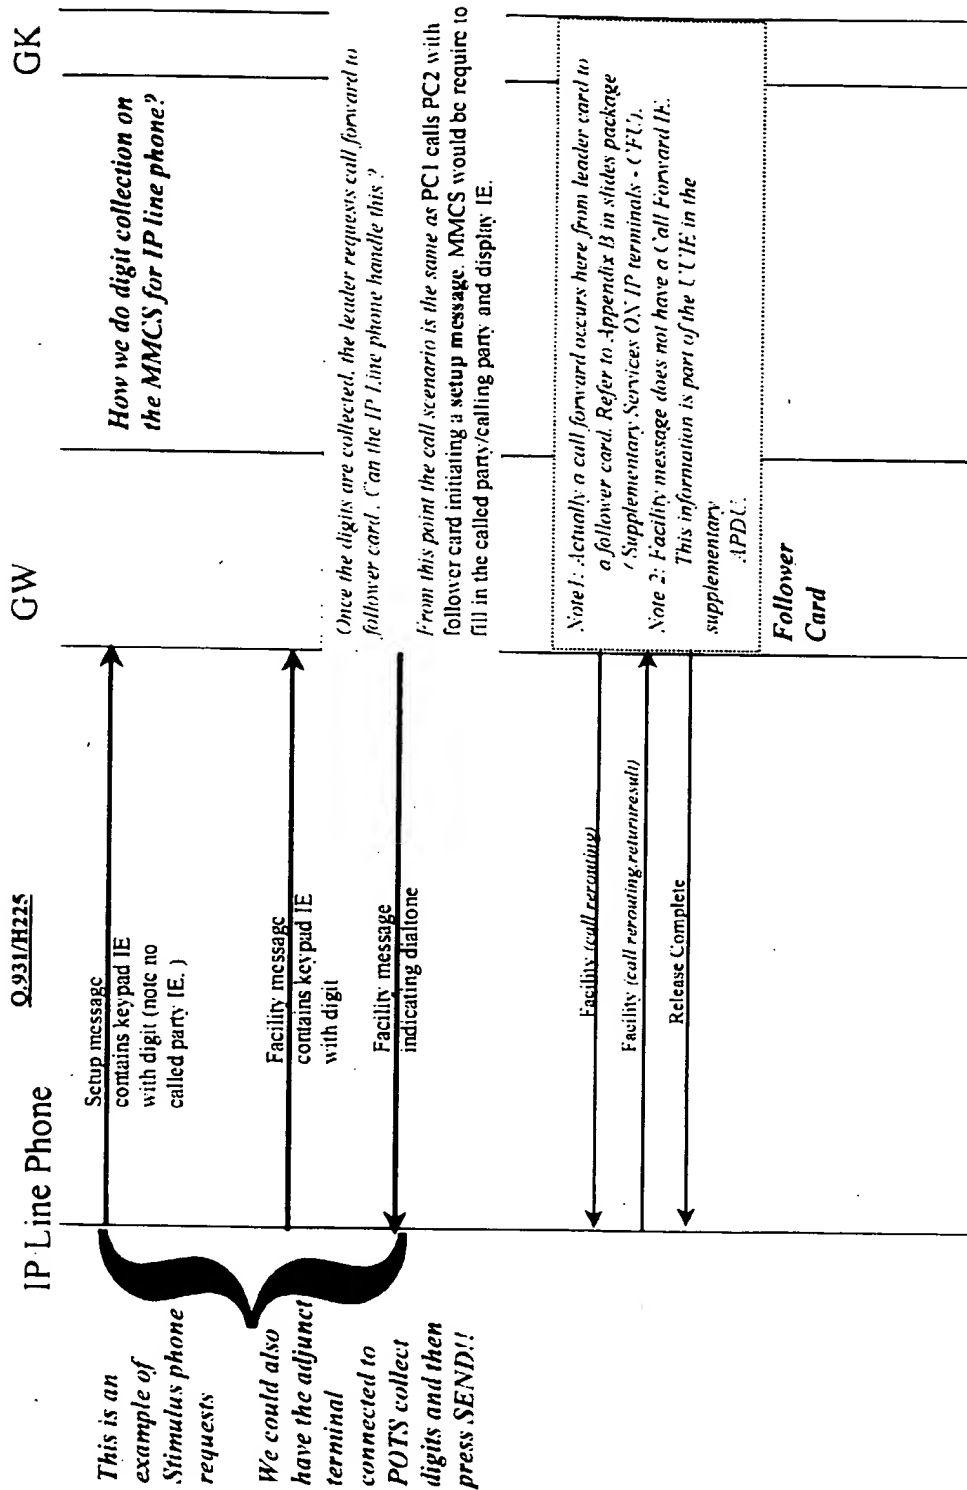 IP Line Phone
Q.931/H225
GW
GK
This is an
example of
Stimulus phone
requests
We could also
have the adjunct
terminal
connected to
POTS collect
digits and then
press SEND!!
Setup message
contains keypad IE
with digit (note no
called party IE. )
Facility message
contains keypad IE
with digit
Facility message
indicating dialtone
How we do digit collection on
the MMCS for IP line phone?
Once the digits are collected, the leader requests call forward to
follower card. Can the IP Line phone handle this?
From this point the call scenario is the same as PC1 calls PC2 with
follower card initiating a setup message. MMCS would be require to
fill in the called party/calling party and display IE.
Facility (call rerouting)
Facility (call rerouting.returnresult)
Release Complete
Note1: Actually a call forward occurs here from leader card to
a follower card. Refer to Appendix B in slides package
(Supplementary Services ON IP terminals - CFU).
Note 2: Facility message does not have a Call Forward IE.
This information is part of the UUIE in the
supplementary
APDU.
Follower
Card